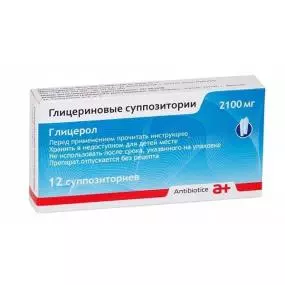 Глицериновые суппозитории 2100 мг
Глицерол
Перед применением прочитать инструкцию
Хранить в недоступном для детей месте
Не использовать после срока, указанного на упаковке
Препарат отпускается без рецепта
12 суппозиториев
Antibiotice a+